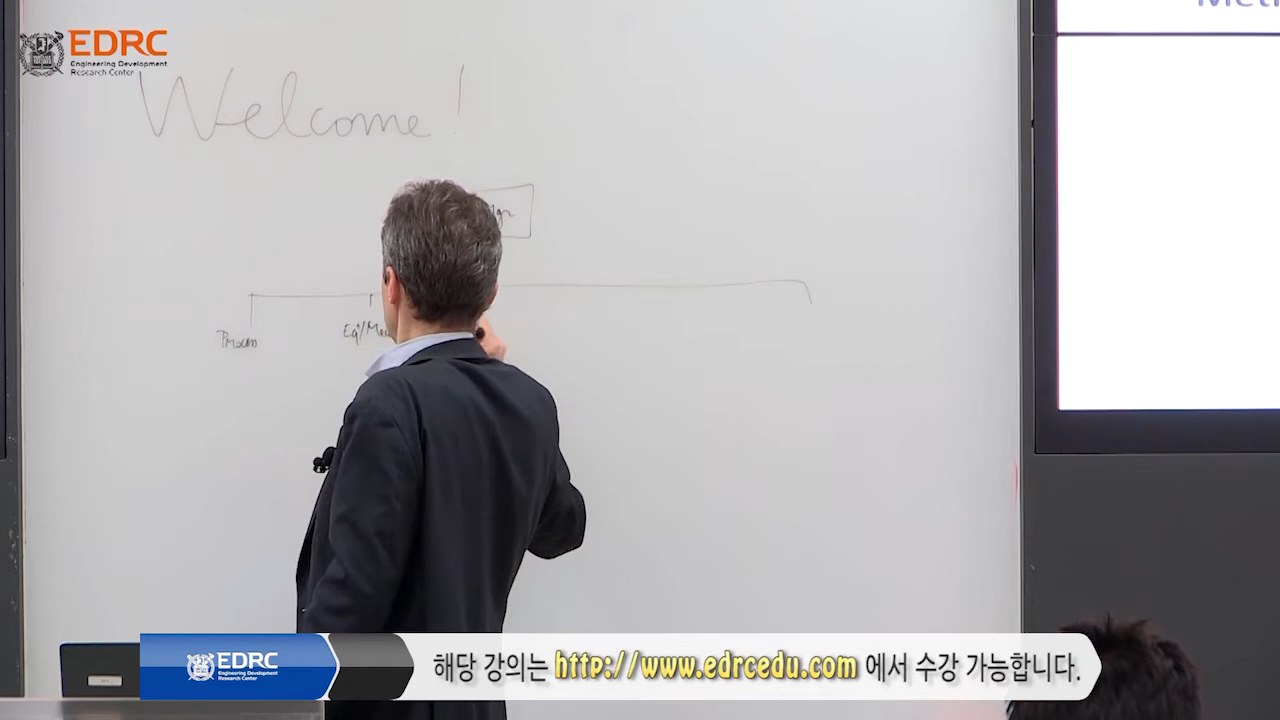 EDRC
Engineering Development
Research Center
Welcome!
Process
EDRC
Engineering Development
Research Center
해당 강의는 http://www.edrcedu.com 에서 수강 가능합니다.